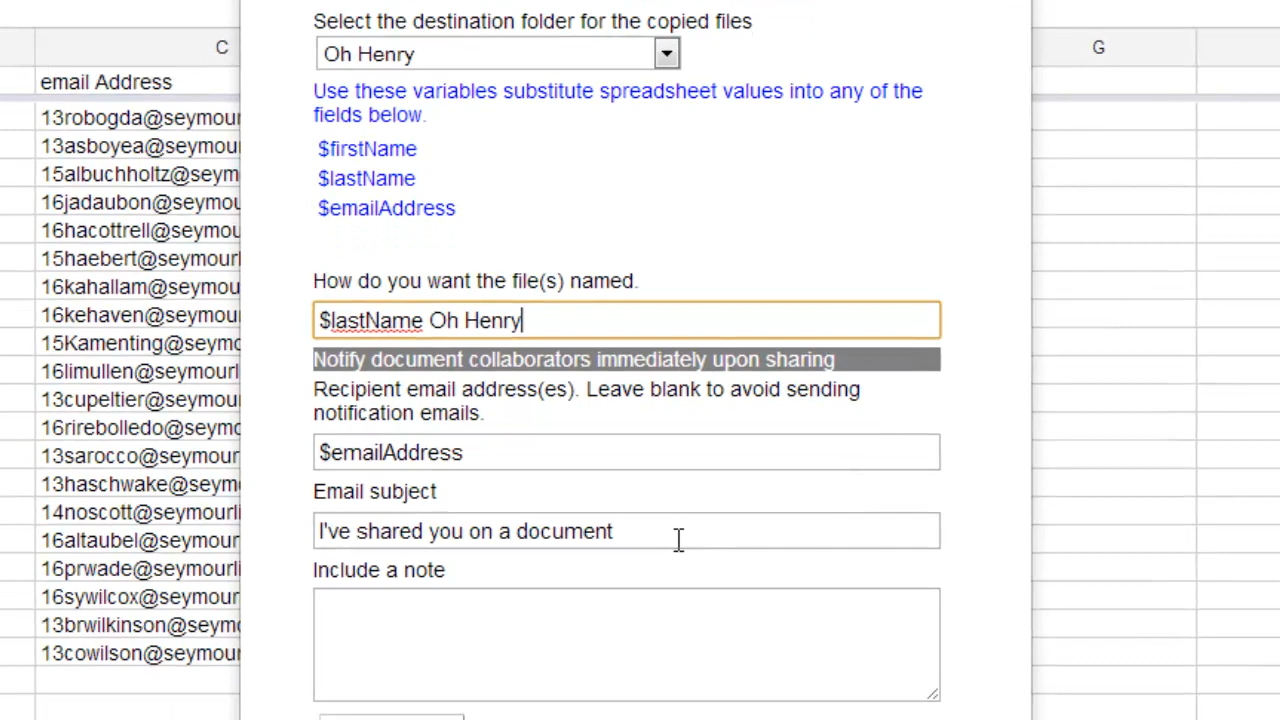 Select the destination folder for the copied files
C
G
Oh Henry
email Address
Use these variables substitute spreadsheet values into any of the
fields below.
13robogda@seymour
$firstName
13asboyea@seymour
15albuchholtz@seym
$lastName
16jadaubon@seymou
$emailAddress
16hacottrell@seymou
15haebert@seymourl
16kahallam@seymou
How do you want the file(s) named.
16kehaven@seymour
$lastName Oh Henry
15Kamenting@seymou
16limullen@seymourl
Notify document collaborators immediately upon sharing
13cupeltier@seymour
Recipient email address(es). Leave blank to avoid sending
notification emails.
16rirebolledo@seymo
13sarocco@seymour
$emailAddress
13haschwake@seymo
Email subject
14noscott@seymourli
I've shared you on a document
16altaubel@seymour
16prwade@seymourli
Include a note
16sywilcox@seymour
13brwilkinson@seymo
13cowilson@seymour